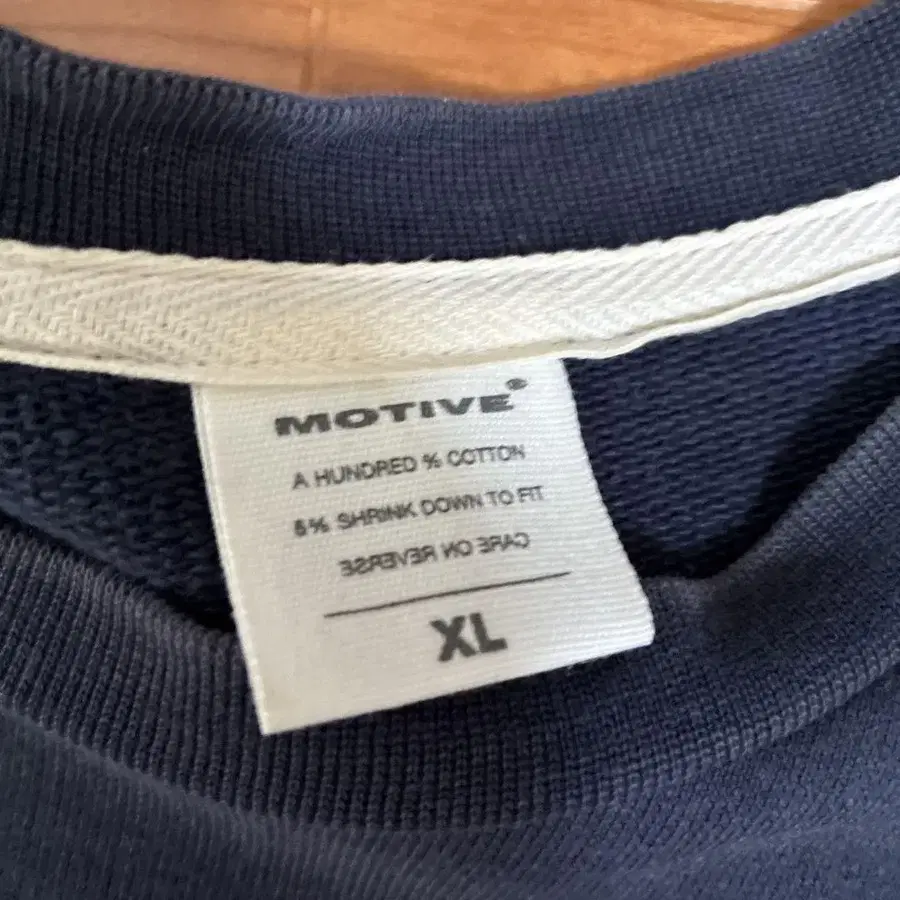 MOTIVE®
A HUNDRED % COTTON
5% SHRINK DOWN TO FIT
CARE ON REVERSE
XL